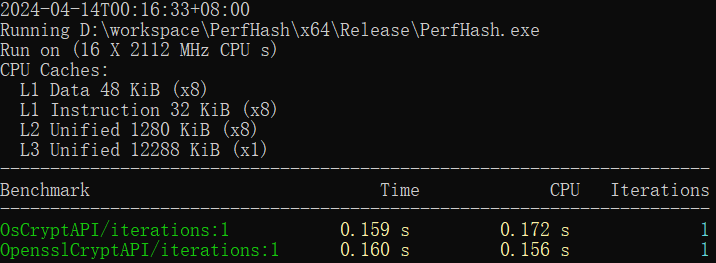 2024-04-14T00:16:33+08:00
Running D:\workspace\PerfHash\x64\Release\PerfHash.exe
Run on (16 X 2112 MHz CPU s)
CPU Caches:
  L1 Data 48 KiB (x8)
  L1 Instruction 32 KiB (x8)
  L2 Unified 1280 KiB (x8)
  L3 Unified 12288 KiB (x1)
-----------------------------------------------------------------------
Benchmark                             Time             CPU   Iterations
-----------------------------------------------------------------------
OsCryptAPI/iterations:1           0.159 s         0.172 s             1
OpensslCryptAPI/iterations:1      0.160 s         0.156 s             1